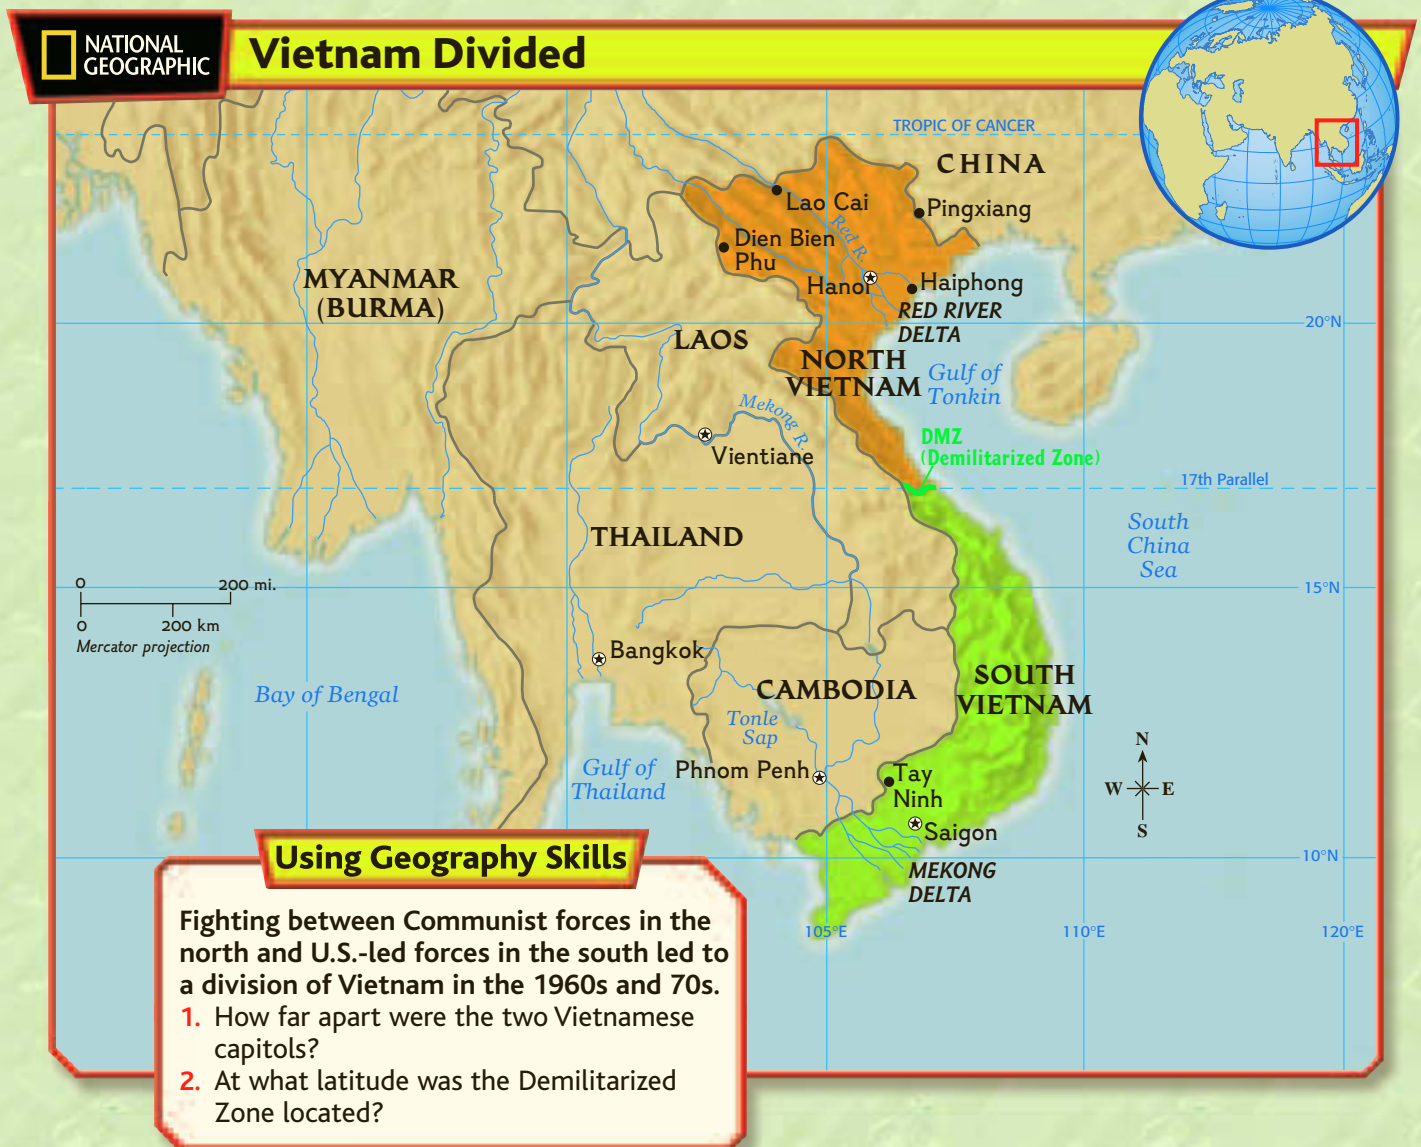 NATIONAL
GEOGRAPHIC
Vietnam Divided
TROPIC OF CANCER
CHINA
Lao Cai
Pingxiang
Red R.
Dien Bien
Phu
MYANMAR
(BURMA)
Hanoi
Haiphong
RED RIVER
DELTA
20°N
LAOS
NORTH
VIETNAM
Gulf of
Tonkin
Mekong R.
Vientiane
DMZ
(Demilitarized Zone)
17th Parallel
THAILAND
South
China
Sea
0
200 mi.
0
200 km
Mercator projection
15°N
Bangkok
Bay of Bengal
CAMBODIA
SOUTH
VIETNAM
Tonle
Sap
Gulf of
Thailand
Phnom Penh
Tay
Ninh
N
W
E
S
Saigon
10°N
MEKONG
DELTA
105°E
110°E
120°E
Using Geography Skills
Fighting between Communist forces in the
north and U.S.-led forces in the south led to
a division of Vietnam in the 1960s and 70s.
1. How far apart were the two Vietnamese
capitols?
2. At what latitude was the Demilitarized
Zone located?